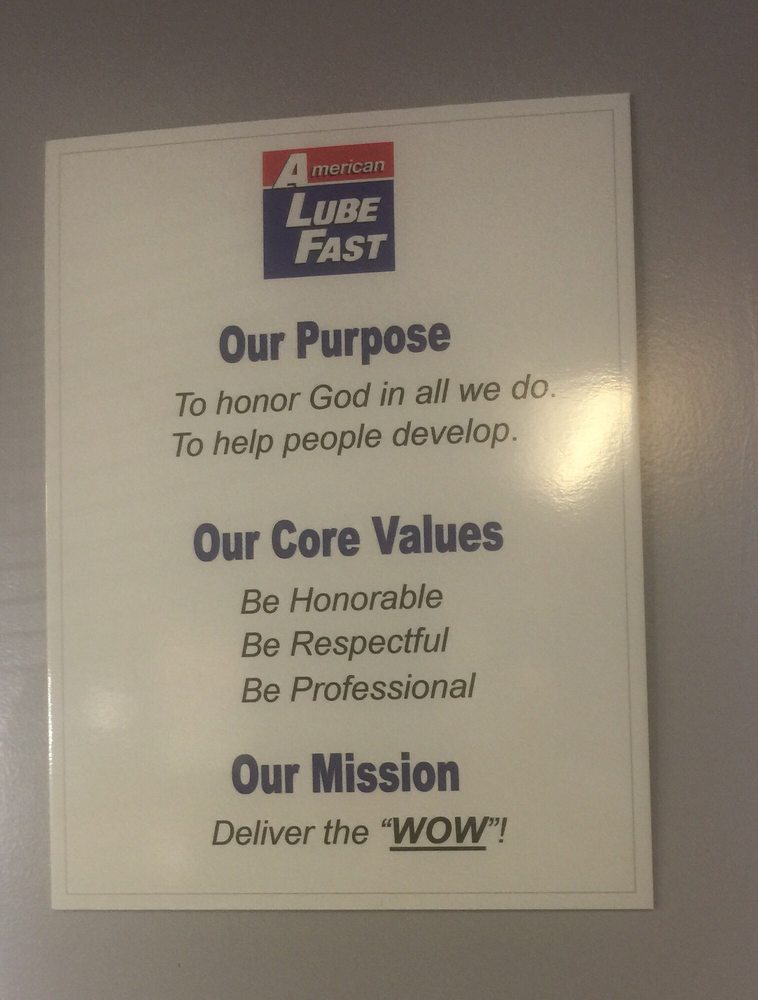 American
LUBE
FAST
Our Purpose
To honor God in all we do.
To help people develop.
Our Core Values
Be Honorable
Be Respectful
Be Professional
Our Mission
Deliver the “WOW”!